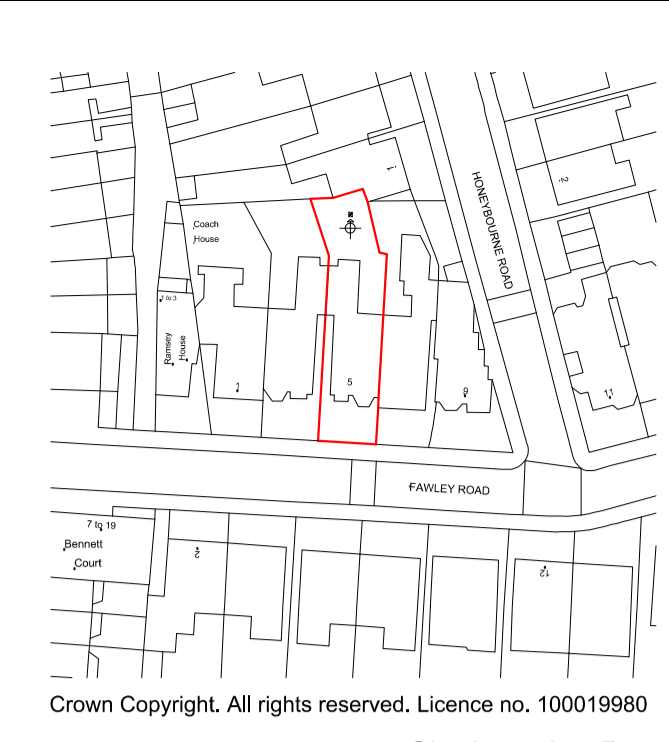 HONEYBOURNE ROAD
1
2
Coach
House
1 to 3
Ramsey
House
1
5
9
11
FAWLEY ROAD
7 to 19
Bennett
Court
2
12
Crown Copyright. All rights reserved. Licence no. 100019980